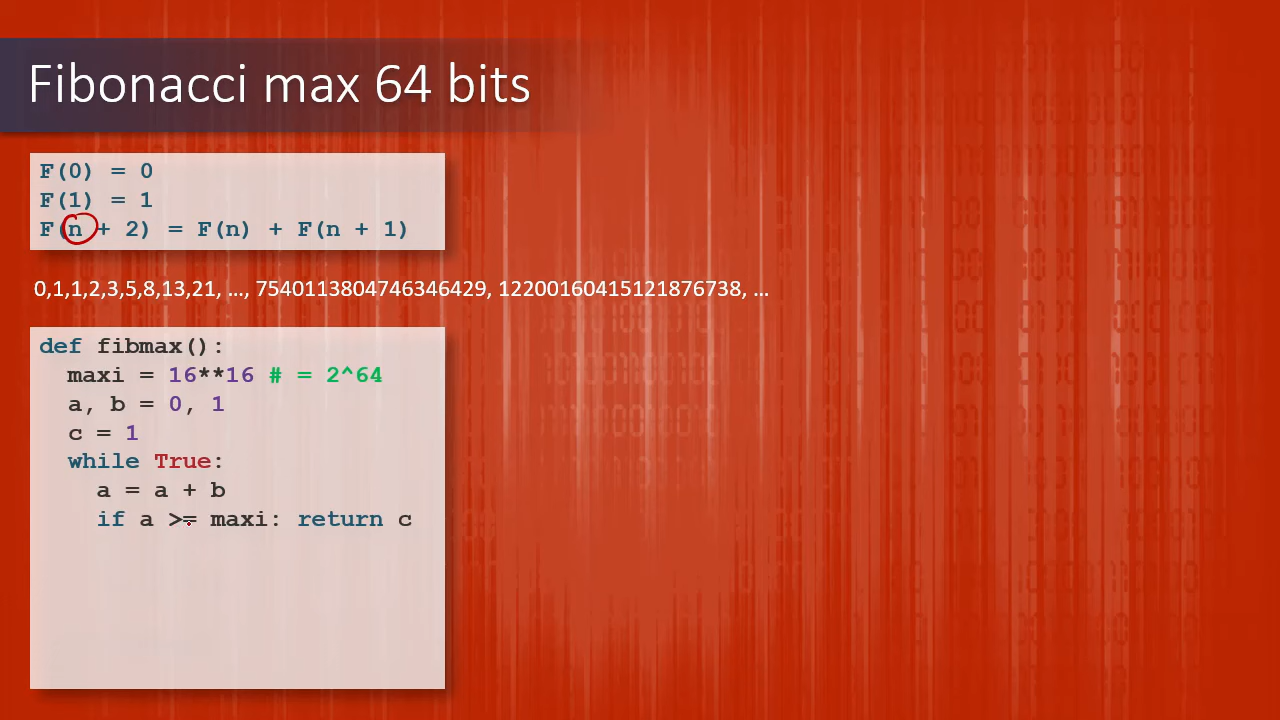 Fibonacci max 64 bits
F(0) = 0
F(1) = 1
F(n + 2) = F(n) + F(n + 1)
0,1,1,2,3,5,8,13,21, ..., 7540113804746346429, 12200160415121876738, ...
def fibmax():
  maxi = 16**16 # = 2^64
  a, b = 0, 1
  c = 1
  while True:
    a = a + b
    if a >= maxi: return c